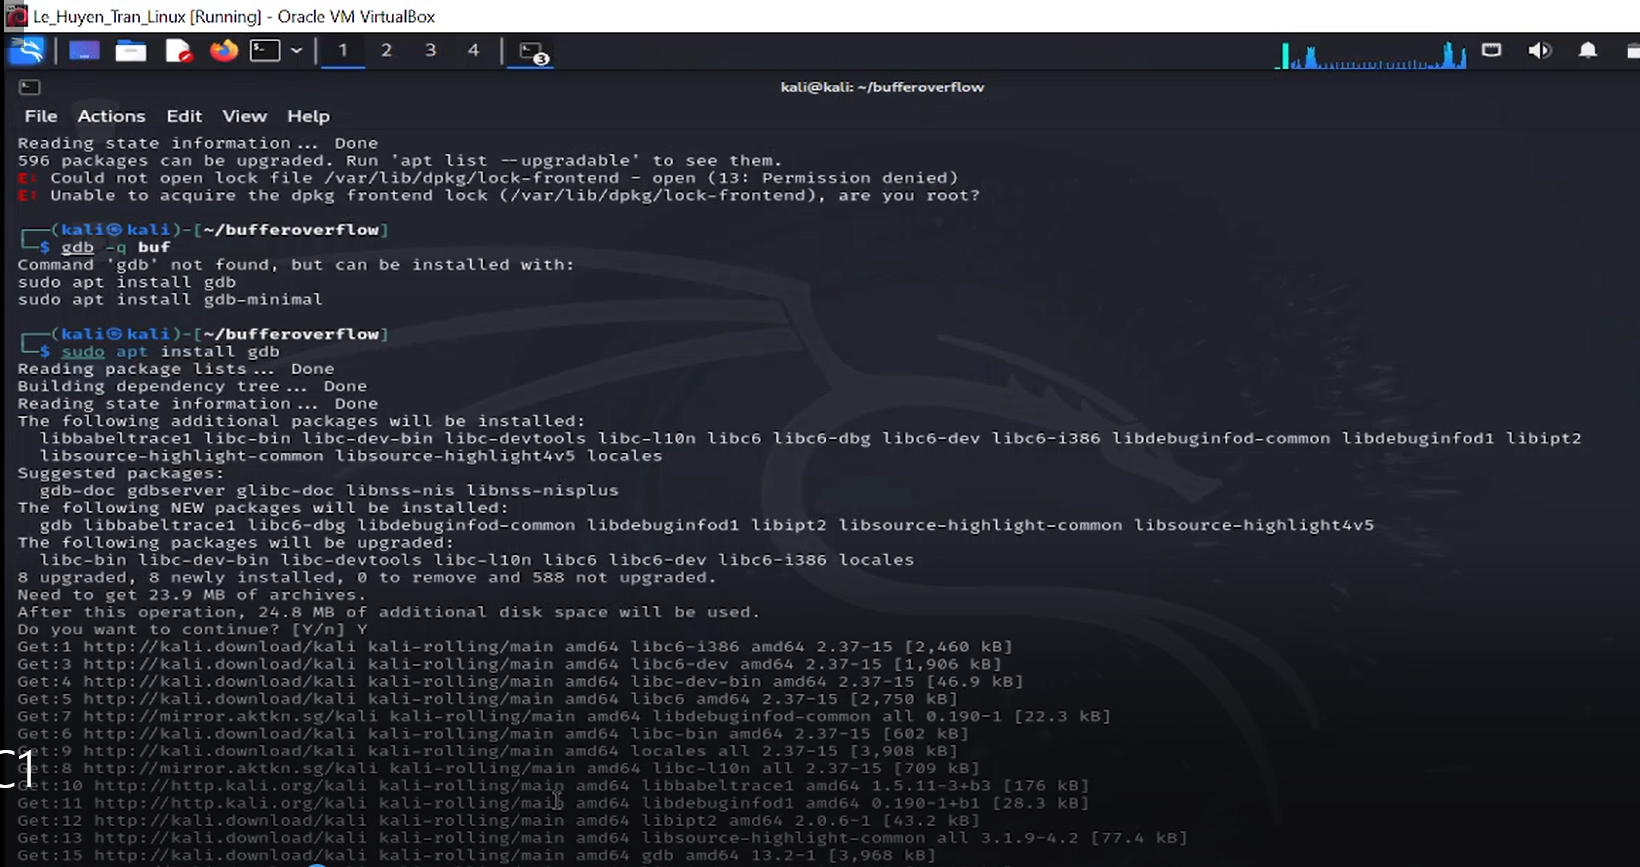 Le_Huyen_Tran_Linux [Running] - Oracle VM VirtualBox
1 2 3 4 3
kali@kali: ~/bufferoverflow
File Actions Edit View Help
Reading state information... Done
596 packages can be upgraded. Run 'apt list --upgradable' to see them.
E: Could not open lock file /var/lib/dpkg/lock-frontend - open (13: Permission denied)
E: Unable to acquire the dpkg frontend lock (/var/lib/dpkg/lock-frontend), are you root?
┌──(kali㉿kali)-[~/bufferoverflow]
└─$ gdb -q buf
Command 'gdb' not found, but can be installed with:
sudo apt install gdb
sudo apt install gdb-minimal
┌──(kali㉿kali)-[~/bufferoverflow]
└─$ sudo apt install gdb
Reading package lists... Done
Building dependency tree... Done
Reading state information... Done
The following additional packages will be installed:
libbabeltrace1 libc-bin libc-dev-bin libc-devtools libc-l10n libc6 libc6-dbg libc6-dev libc6-i386 libdebuginfod-common libdebuginfod1 libipt2
libsource-highlight-common libsource-highlight4v5 locales
Suggested packages:
gdb-doc gdbserver glibc-doc libnss-nis libnss-nisplus
The following NEW packages will be installed:
gdb libbabeltrace1 libc6-dbg libdebuginfod-common libdebuginfod1 libipt2 libsource-highlight-common libsource-highlight4v5
The following packages will be upgraded:
libc-bin libc-dev-bin libc-devtools libc-l10n libc6 libc6-dev libc6-i386 locales
8 upgraded, 8 newly installed, 0 to remove and 588 not upgraded.
Need to get 23.9 MB of archives.
After this operation, 24.8 MB of additional disk space will be used.
Do you want to continue? [Y/n] Y
Get:1 http://kali.download/kali kali-rolling/main amd64 libc6-i386 amd64 2.37-15 [2,460 kB]
Get:3 http://kali.download/kali kali-rolling/main amd64 libc6-dev amd64 2.37-15 [1,906 kB]
Get:4 http://kali.download/kali kali-rolling/main amd64 libc-dev-bin amd64 2.37-15 [46.9 kB]
Get:5 http://kali.download/kali kali-rolling/main amd64 libc6 amd64 2.37-15 [2,750 kB]
Get:7 http://mirror.aktkn.sg/kali kali-rolling/main amd64 libdebuginfod-common all 0.190-1 [22.3 kB]
Get:6 http://kali.download/kali kali-rolling/main amd64 libc-bin amd64 2.37-15 [602 kB]
Get:9 http://kali.download/kali kali-rolling/main amd64 locales all 2.37-15 [3,908 kB]
C1
Get:8 http://mirror.aktkn.sg/kali kali-rolling/main amd64 libc-l10n all 2.37-15 [709 kB]
Get:10 http://http.kali.org/kali kali-rolling/main amd64 libbabeltrace1 amd64 1.5.11-3+b3 [176 kB]
Get:11 http://http.kali.org/kali kali-rolling/main amd64 libdebuginfod1 amd64 0.190-1+b1 [28.3 kB]
Get:12 http://kali.download/kali kali-rolling/main amd64 libipt2 amd64 2.0.6-1 [43.2 kB]
Get:13 http://kali.download/kali kali-rolling/main amd64 libsource-highlight-common all 3.1.9-4.2 [77.4 kB]
Get:15 http://kali.download/kali kali-rolling/main amd64 gdb amd64 13.2-1 [3,968 kB]